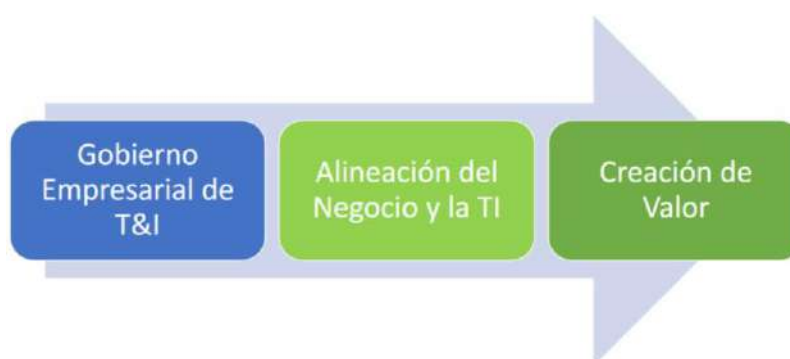 Gobierno
Empresarial de
T&I
Alineación del
Negocio y la TI
Creación de
Valor